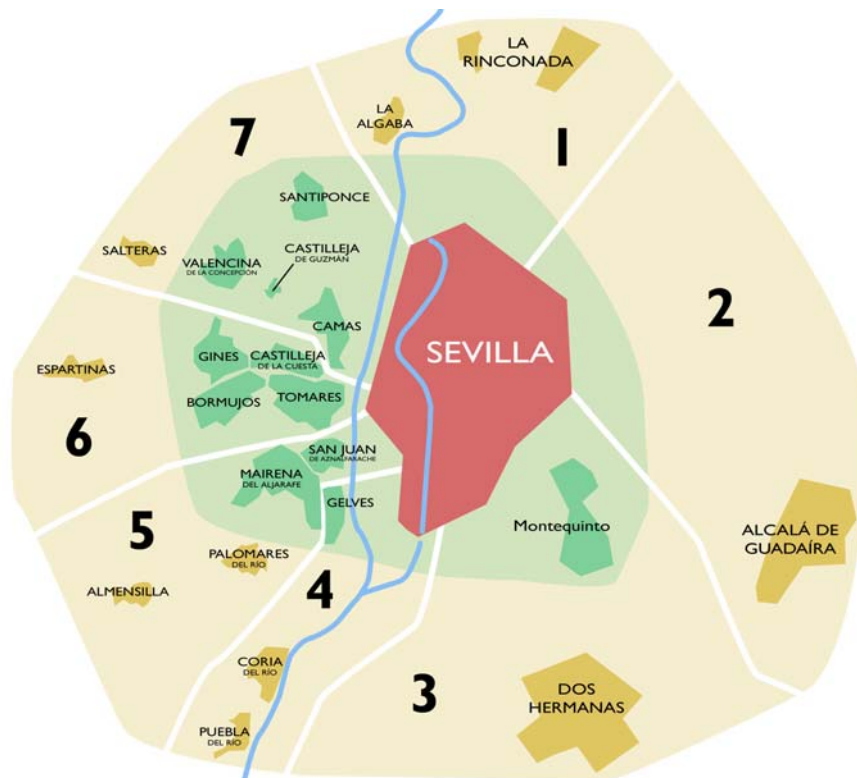 LA
RINCONADA
LA
ALGABA
7
1
SANTIPONCE
SALTERAS
VALENCINA
DE LA CONCEPCIÓN
CASTILLEJA
DE GUZMÁN
2
CAMAS
SEVILLA
GINES
CASTILLEJA
DE LA CUESTA
ESPARTINAS
BORMUJOS
TOMARES
6
SAN JUAN
DE AZNALFARACHE
MAIRENA
DEL ALJARAFE
GELVES
Montequinto
ALCALÁ DE
GUADAÍRA
5
PALOMARES
DEL RÍO
ALMENSILLA
4
CORIA
DEL RÍO
3
DOS
HERMANAS
PUEBLA
DEL RÍO